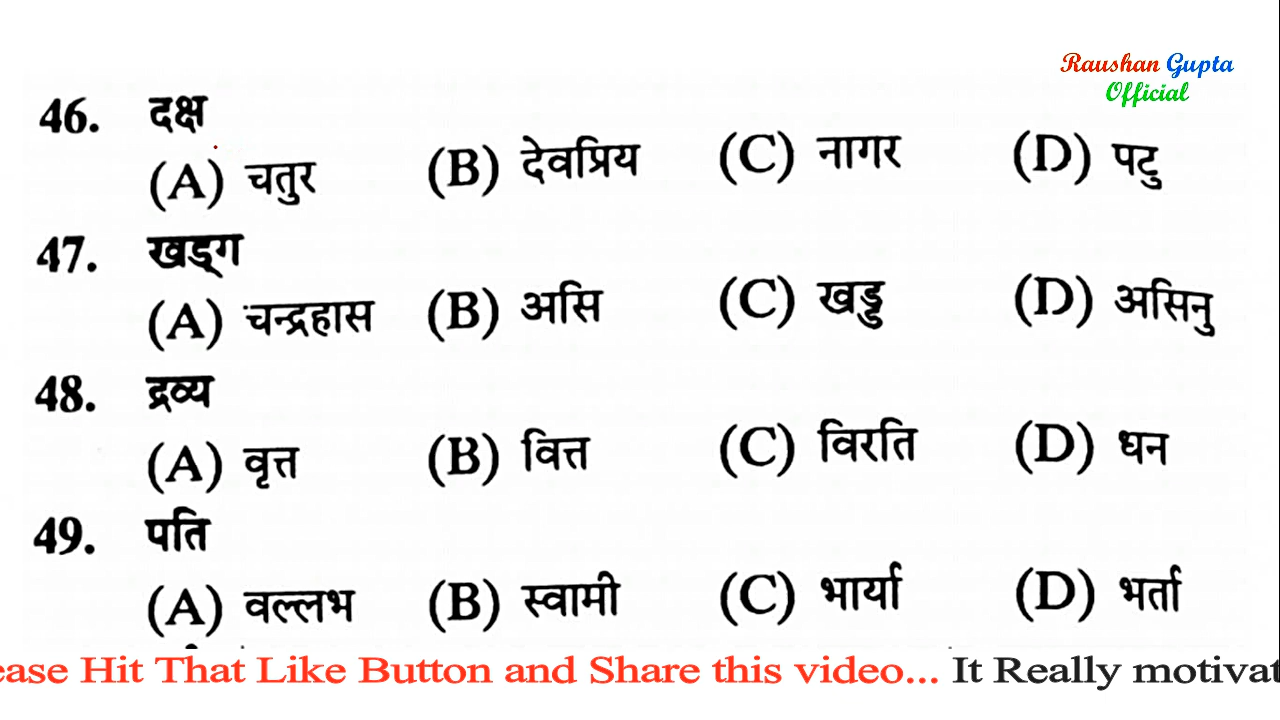 Raushan Gupta
Official
46. दक्ष
(A) चतुर (B) देवप्रिय (C) नागर (D) पटु
47. खड्ग
(A) चन्द्रहास (B) असि (C) खड्ड (D) असिनु
48. द्रव्य
(A) वृत्त (B) वित्त (C) विरति (D) धन
49. पति
(A) वल्लभ (B) स्वामी (C) भार्या (D) भर्ता
ease Hit That Like Button and Share this video... It Really motivat